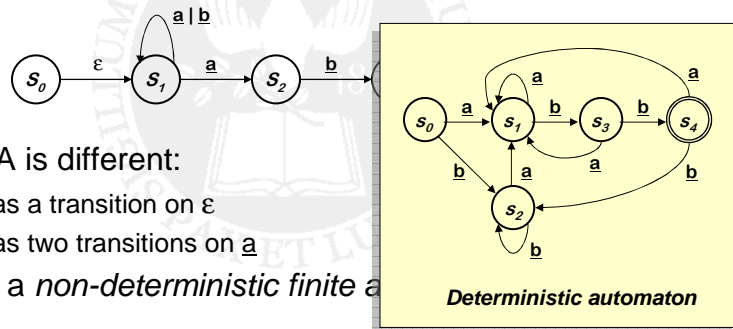 a | b
S0 ε S1 a S2 b
A is different:
as a transition on ε
as two transitions on a
a non-deterministic finite a
a
a
s0 a s1 b s3 b s4
a
b a b
s2
b
Deterministic automaton